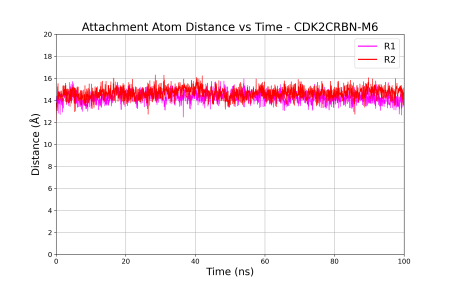 Attachment Atom Distance vs Time - CDK2CRBN-M6
R1
R2
20
18
16
14
12
10
8
6
4
2
0
Distance (Å)
0 20 40 60 80 100
Time (ns)